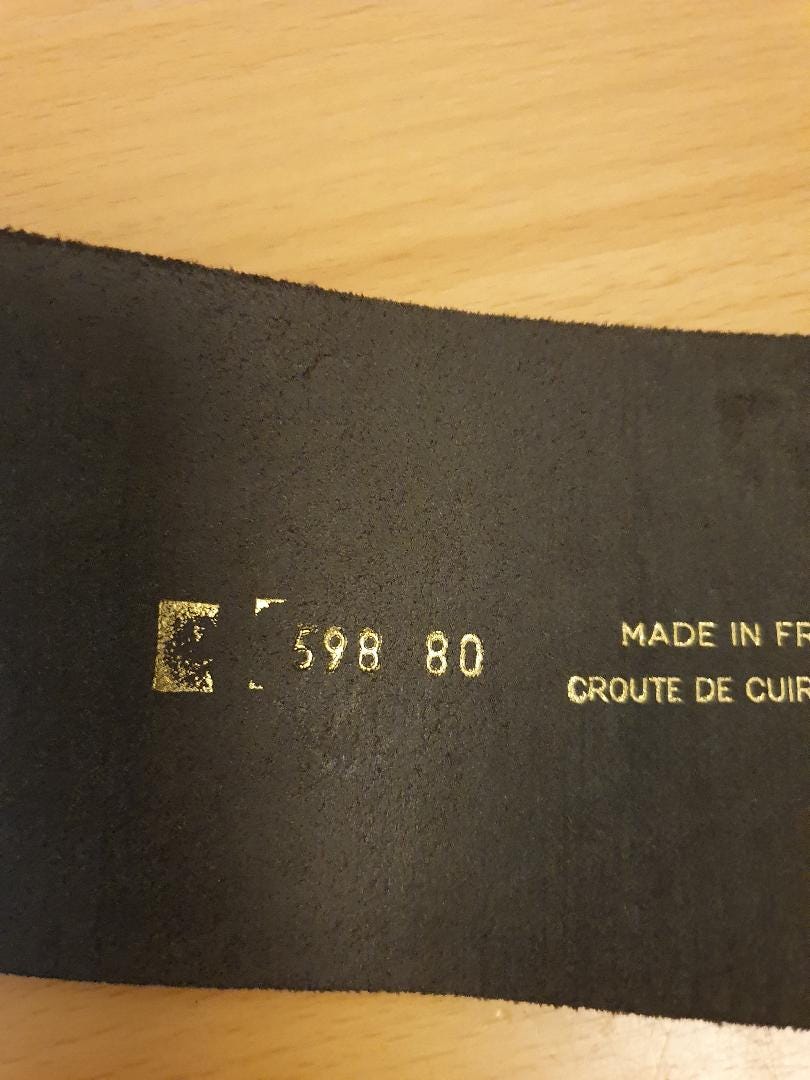 598 80
MADE IN FR
CROUTE DE CUIR